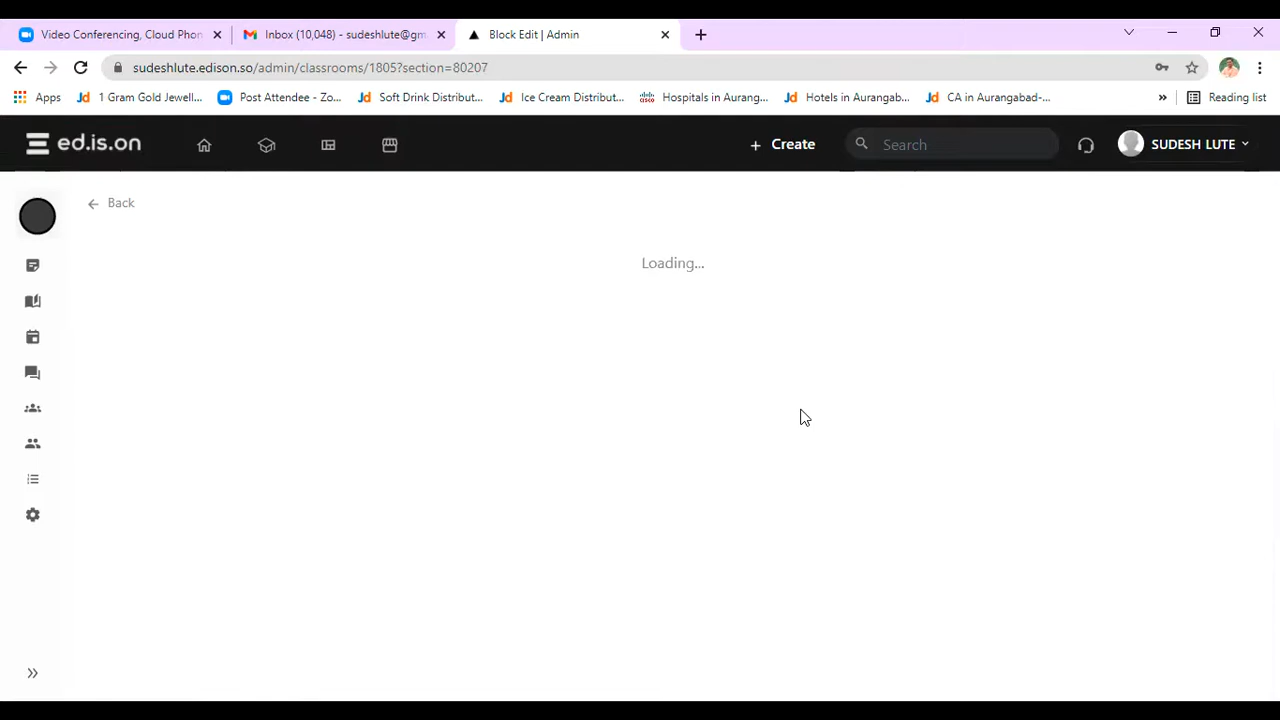 Video Conferencing, Cloud Phon
Inbox (10,048) - sudeshlute@gm
Block Edit | Admin
sudeshlute.edison.so/admin/classrooms/1805?section=80207
Apps
1 Gram Gold Jewell...
Post Attendee - Zo...
Soft Drink Distribut...
Ice Cream Distribut...
Hospitals in Aurang...
Hotels in Aurangab...
CA in Aurangabad-...
Reading list
ed.is.on
Create
Search
SUDESH LUTE
Back
Loading...